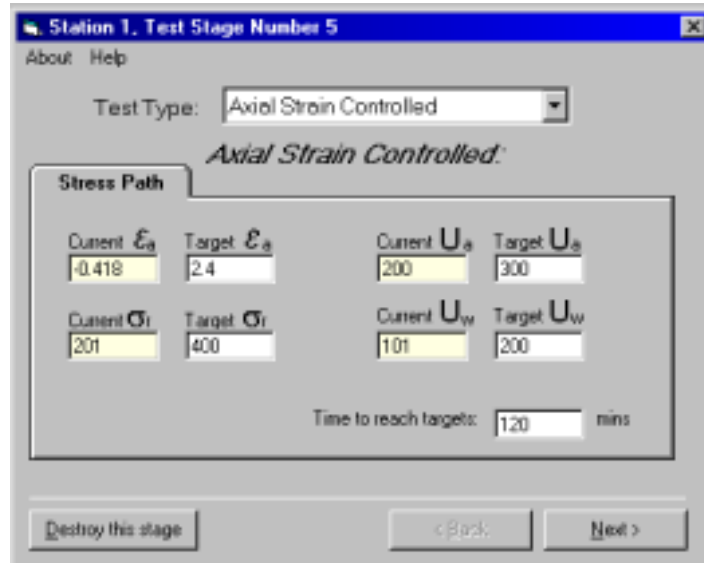 Station 1. Test Stage Number 5
About Help
Test Type: Axial Strain Controlled
Axial Strain Controlled:
Stress Path
Current εa Target εa Current Ua Target Ua
-0.418 2.4 200 300
Current σr Target σr Current Uw Target Uw
201 400 101 200
Time to reach targets: 120 mins
Destroy this stage < Back Next >